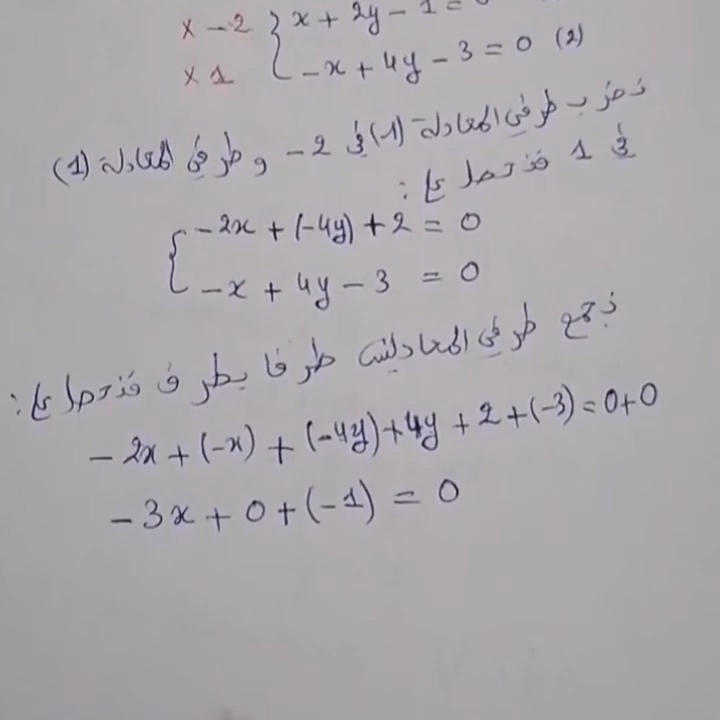 × -2 { x + 2y - 1 =
× 1 { -x + 4y - 3 = 0 (2)
نضرب طرفي المعادلة (1) في 2 - و طرفي المعادلة (1)
في 1 فنحصل على :
{ -2x + (-4y) + 2 = 0
-x + 4y - 3 = 0
نجمع طرفي المعادلتين طرفا بطرف فنحصل على :
-2x + (-x) + (-4y) + 4y + 2 + (-3) = 0+0
-3x + 0 + (-1) = 0